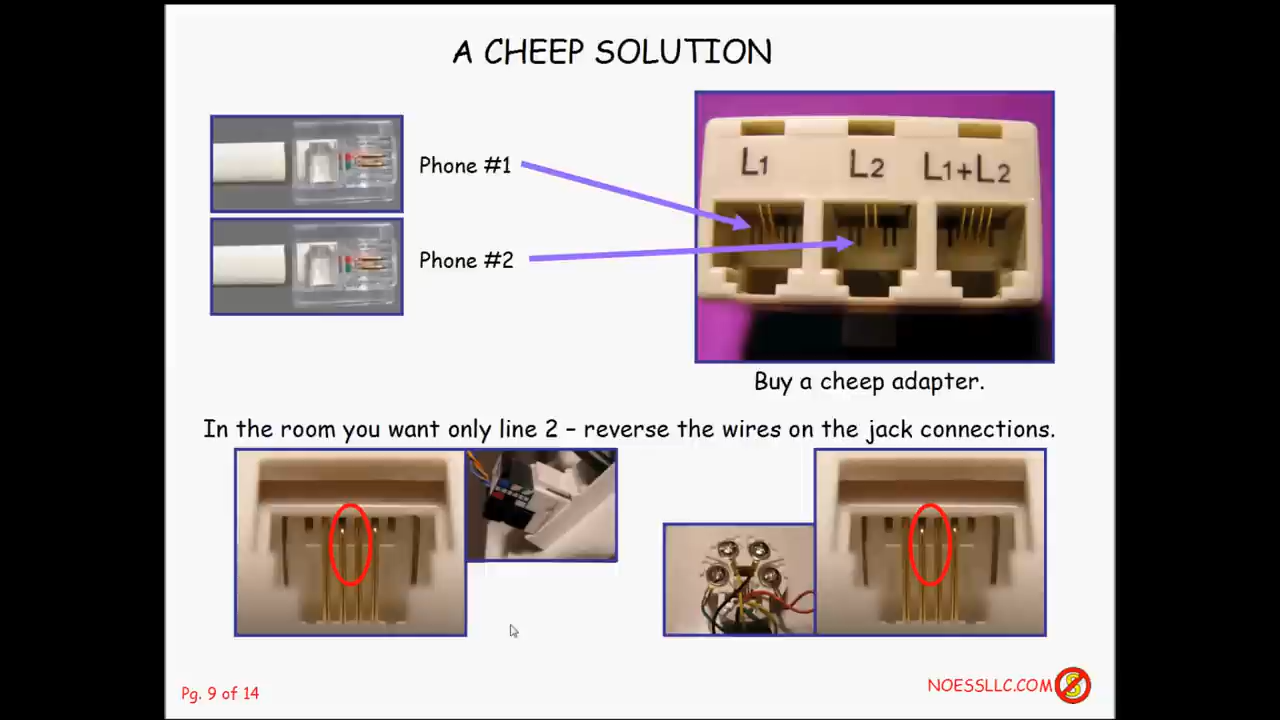 A CHEEP SOLUTION
Phone #1
Phone #2
L1
L2
L1+L2
Buy a cheep adapter.
In the room you want only line 2 – reverse the wires on the jack connections.
Pg. 9 of 14
NOESSLLC.COM